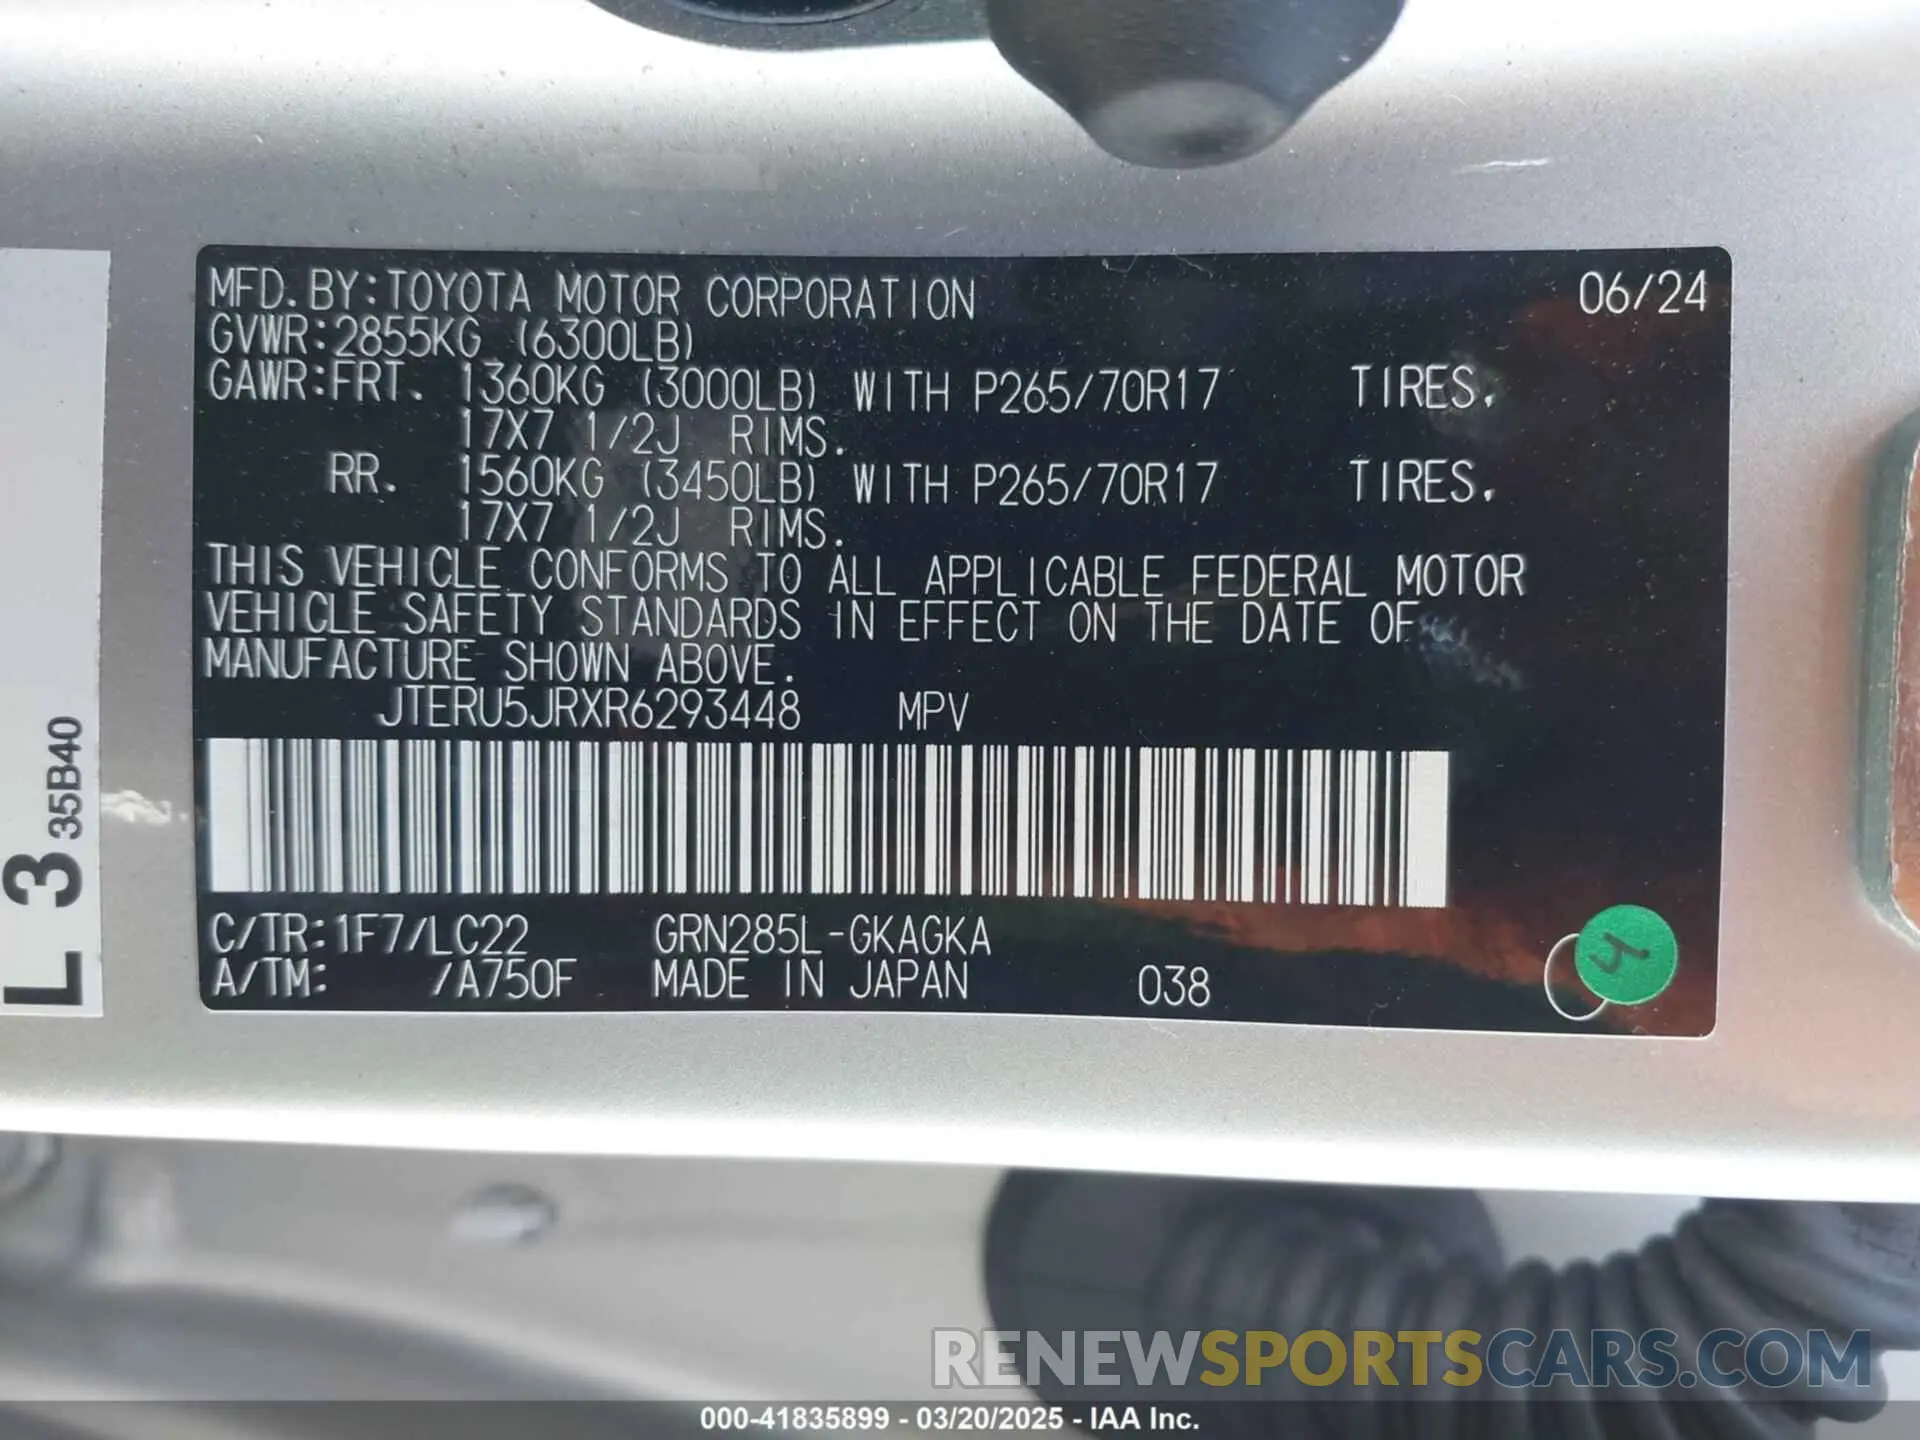 MFD. BY: TOYOTA MOTOR CORPORATION 06/24
GVWR: 2855KG (6300LB)
GAWR: FRT. 1360KG (3000LB) WITH P265/70R17 TIRES.
17X7 1/2J RIMS.
RR. 1560KG (3450LB) WITH P265/70R17 TIRES.
17X7 1/2J RIMS.
THIS VEHICLE CONFORMS TO ALL APPLICABLE FEDERAL MOTOR
VEHICLE SAFETY STANDARDS IN EFFECT ON THE DATE OF
MANUFACTURE SHOWN ABOVE.
JTERU5JRXR6293448 MPV
C/TR: 1F7/LC22 GRN285L-GKAGKA
A/TM: /A750F MADE IN JAPAN 038
4
L 3 35B40
RENEWSPORTSCARS.COM
000-41835899 - 03/20/2025 - IAA Inc.